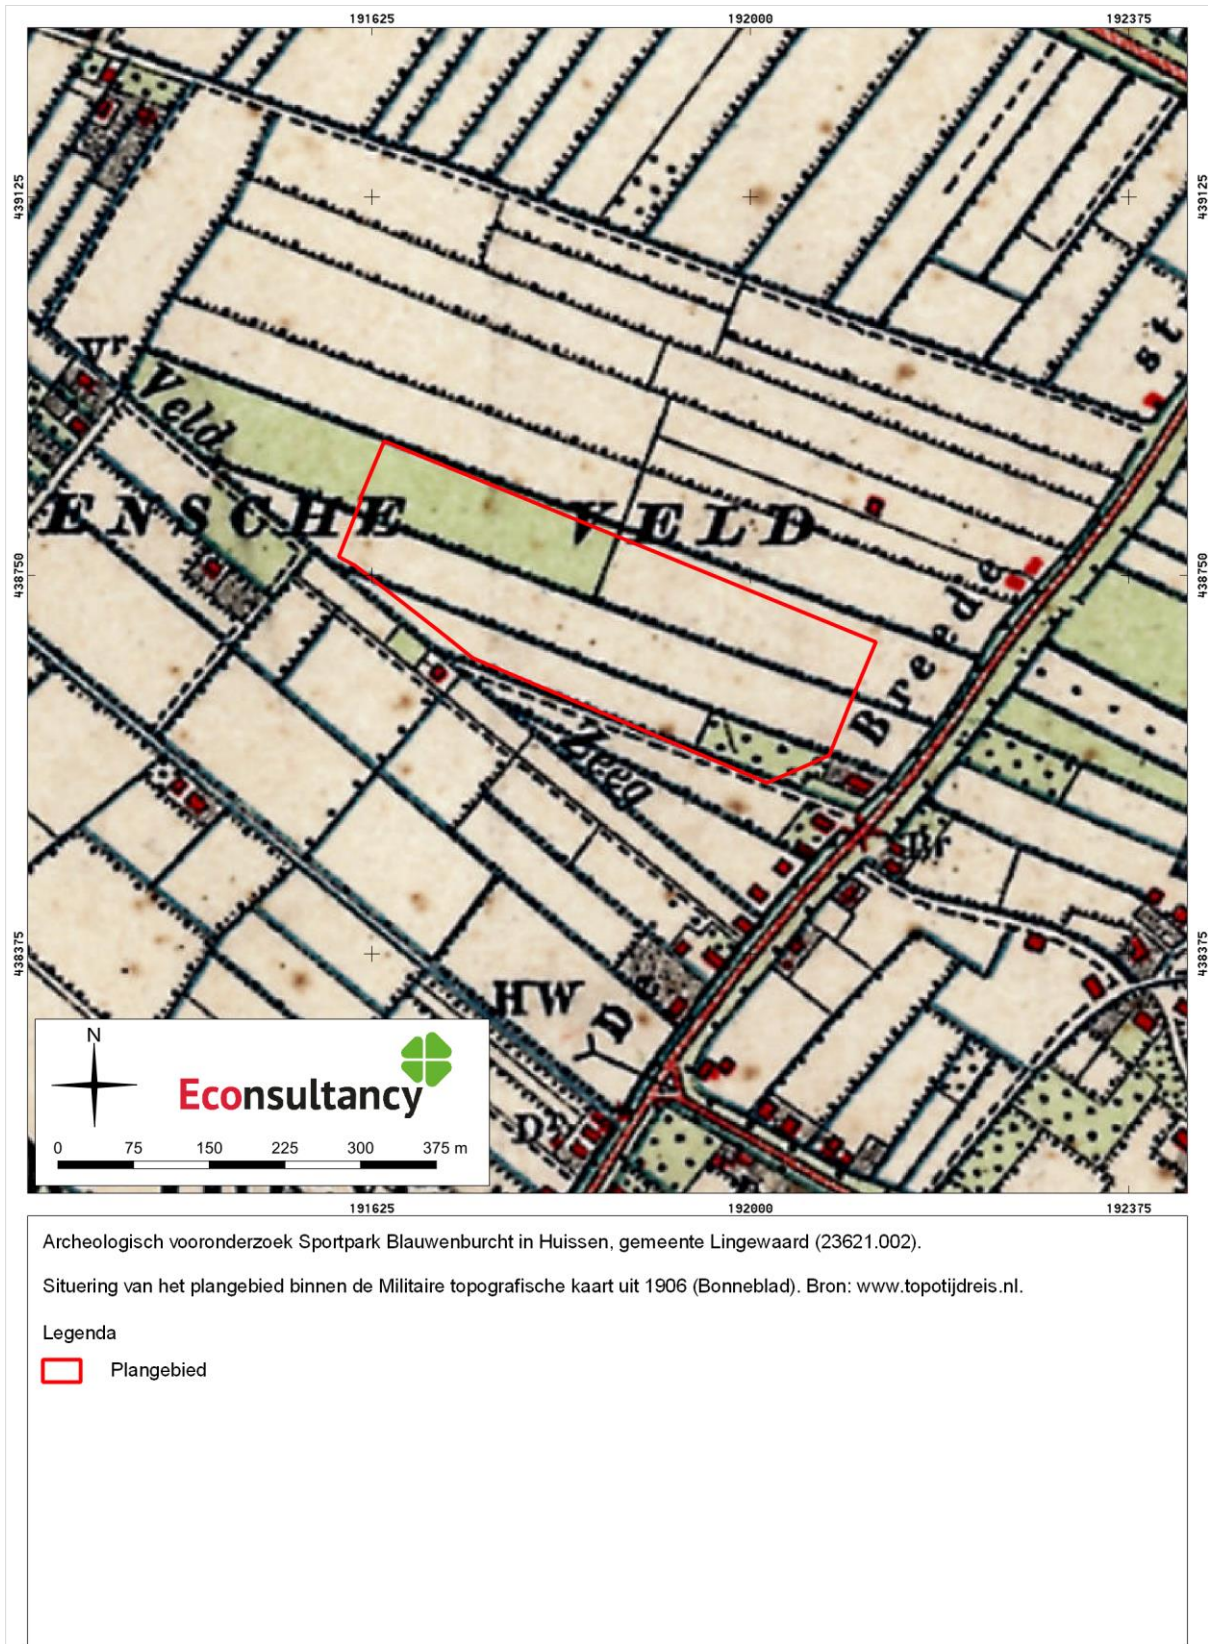 191625 192000 192375
439125 439125
st
Vr
Veld
ENSCHE VELD
438750 438750
Breede
Zeeg
Br
438375 438375
HW
De
N
Econsultancy
0 75 150 225 300 375 m
191625 192000 192375
Archeologisch vooronderzoek Sportpark Blauwenburcht in Huissen, gemeente Lingewaard (23621.002).
Situering van het plangebied binnen de Militaire topografische kaart uit 1906 (Bonneblad). Bron: www.topotijdreis.nl.
Legenda
Plangebied